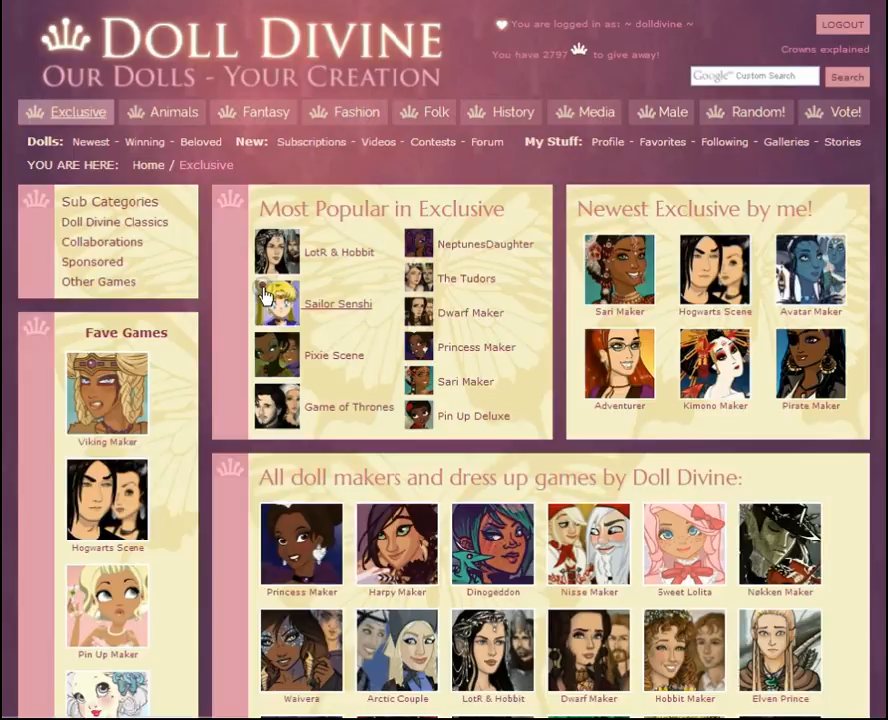 DOLL DIVINE
OUR DOLLS - YOUR CREATION
You are logged in as: ~ dolldivine ~
LOGOUT
You have 2797 to give away!
Crowns explained
Google™ Custom Search
Search
Exclusive Animals Fantasy Fashion Folk History Media Male Random! Vote!
Dolls: Newest - Winning - Beloved New: Subscriptions - Videos - Contests - Forum My Stuff: Profile - Favorites - Following - Galleries - Stories
YOU ARE HERE: Home / Exclusive
Sub Categories
Doll Divine Classics
Collaborations
Sponsored
Other Games
Fave Games
Viking Maker
Hogwarts Scene
Pin Up Maker
Most Popular in Exclusive
LotR & Hobbit
Sailor Senshi
Pixie Scene
Game of Thrones
NeptunesDaughter
The Tudors
Dwarf Maker
Princess Maker
Sari Maker
Pin Up Deluxe
Newest Exclusive by me!
Sari Maker Hogwarts Scene Avatar Maker
Adventurer Kimono Maker Pirate Maker
All doll makers and dress up games by Doll Divine:
Princess Maker Harpy Maker Dinogeddon Nisse Maker Sweet Lolita Nøkken Maker
Waivera Arctic Couple LotR & Hobbit Dwarf Maker Hobbit Maker Elven Prince